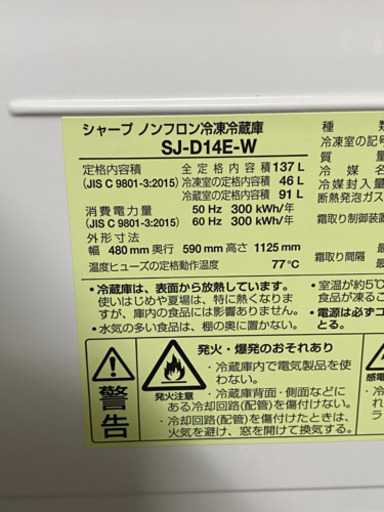 シャープ ノンフロン冷凍冷蔵庫
SJ-D14E-W
定格内容積 全定格内容積 137 L
(JIS C 9801-3:2015) 冷凍室の定格内容積 46 L
冷蔵室の定格内容積 91 L
消費電力量 50 Hz 300 kWh/年
(JIS C 9801-3:2015) 60 Hz 300 kWh/年
外形寸法
幅 480mm 奥行 590mm 高さ 1125 mm
温度ヒューズの定格動作温度 77℃
•冷蔵庫は、表面から放熱しています。
使いはじめや夏場は、特に熱くなりま
すが、庫内の食品には影響ありません。
•水気の多い食品は、棚の奥に置かない。
種 類
冷凍室の記号
質 量
冷媒名
冷媒封入量
断熱発泡ガス
霜取り制御装置
霜取り間隔
•室温が約5℃
食品が凍るこ
•電源は必ずコ
とる。
警告
発火・爆発のおそれあり
発火注意
•冷蔵庫内で電気製品を使
わない。
•冷蔵庫背面・側面などに
ある冷却回路(配管)を傷付けない。
•冷却回路(配管)を傷付けたときは、
火気を避け、窓を開けて換気する。
感電